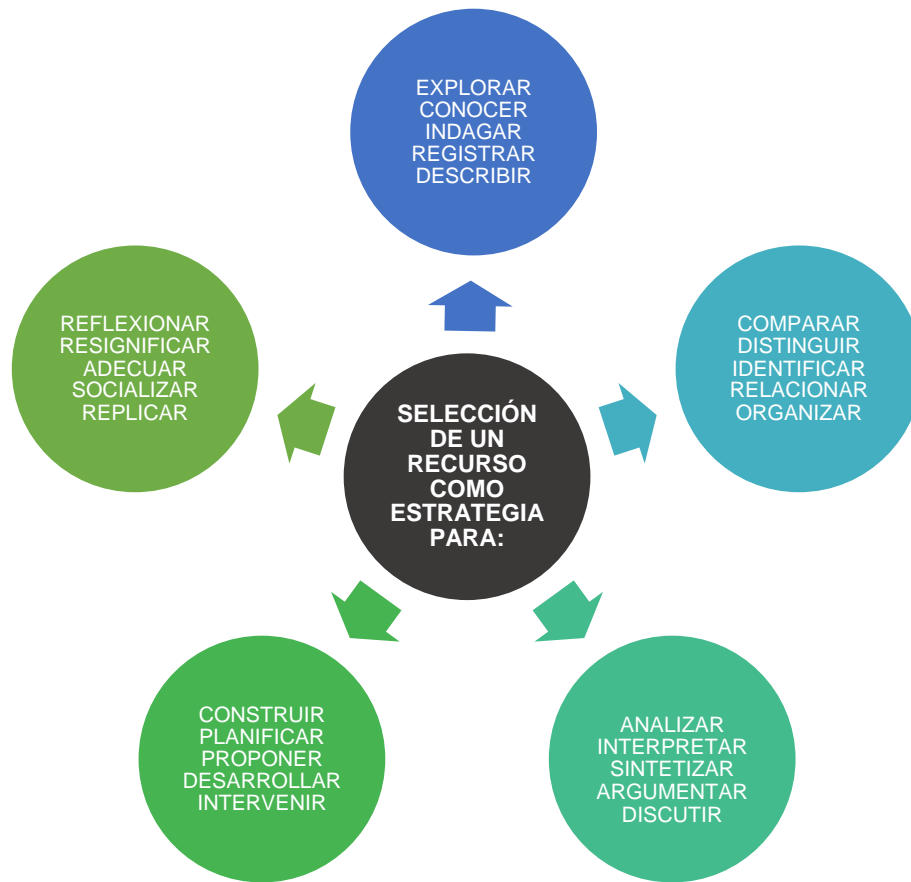 EXPLORAR
CONOCER
INDAGAR
REGISTRAR
DESCRIBIR
REFLEXIONAR
RESIGNIFICAR
ADECUAR
SOCIALIZAR
REPLICAR
SELECCIÓN
DE UN
RECURSO
COMO
ESTRATEGIA
PARA:
COMPARAR
DISTINGUIR
IDENTIFICAR
RELACIONAR
ORGANIZAR
CONSTRUIR
PLANIFICAR
PROPONER
DESARROLLAR
INTERVENIR
ANALIZAR
INTERPRETAR
SINTETIZAR
ARGUMENTAR
DISCUTIR